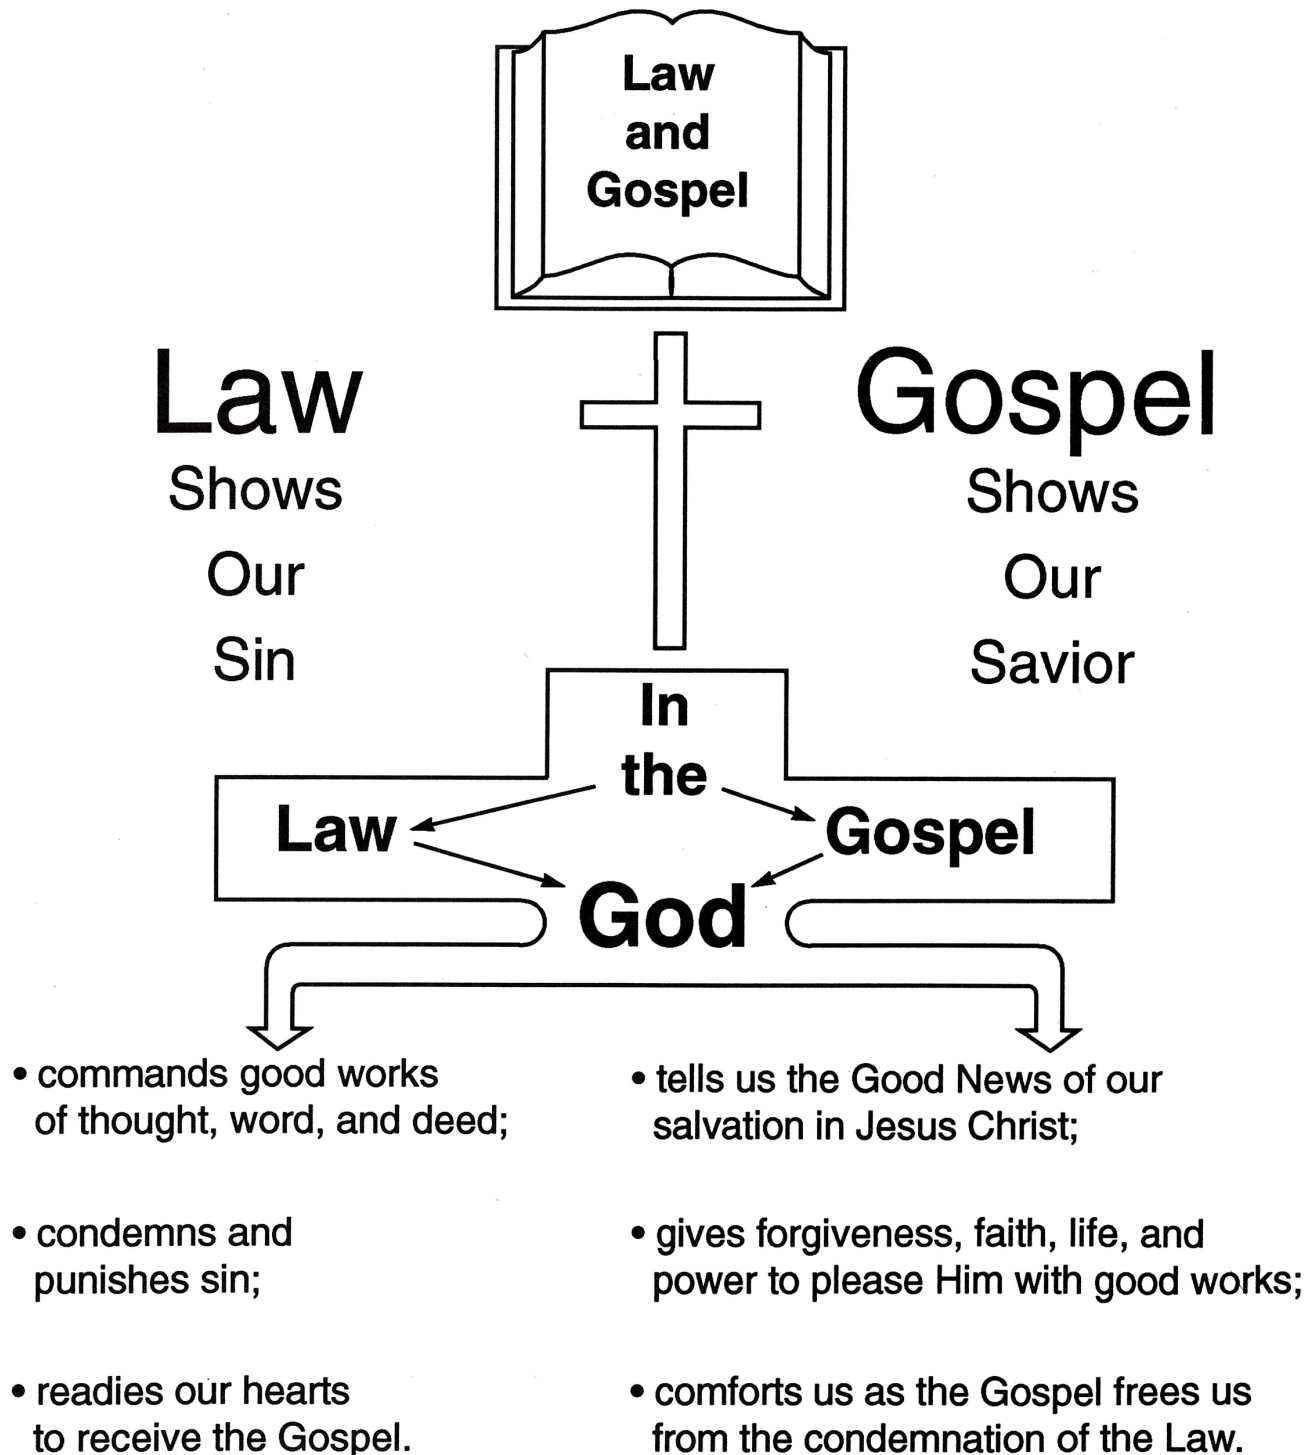 Law
and
Gospel
Law
Shows
Our
Sin
Gospel
Shows
Our
Savior
In
the
Law
Gospel
God
• commands good works
of thought, word, and deed;
• condemns and
punishes sin;
• readies our hearts
to receive the Gospel.
• tells us the Good News of our
salvation in Jesus Christ;
• gives forgiveness, faith, life, and
power to please Him with good works;
• comforts us as the Gospel frees us
from the condemnation of the Law.